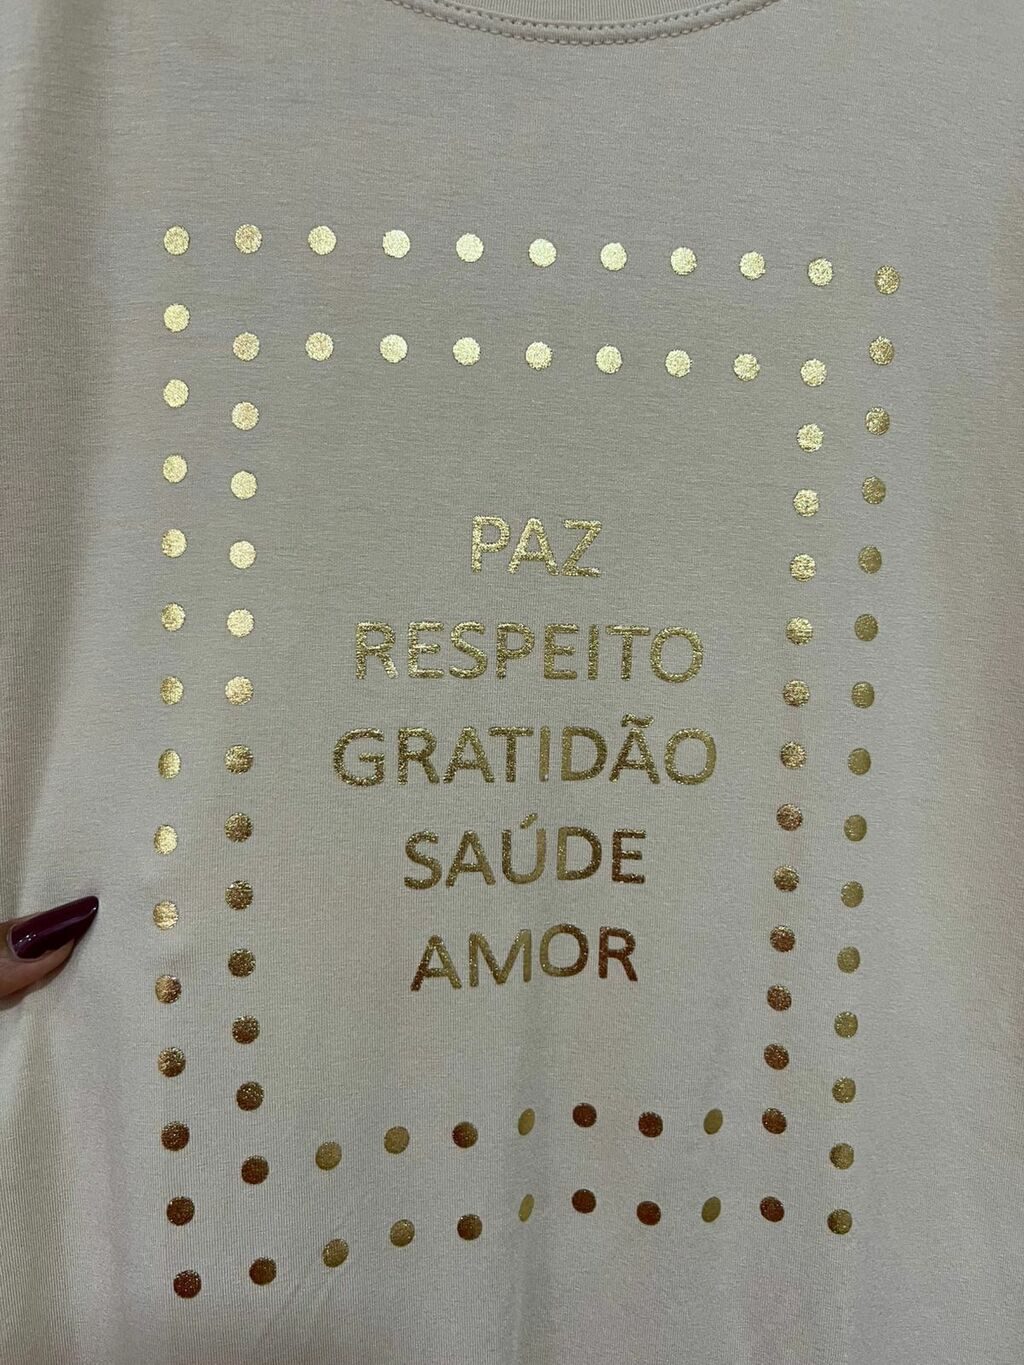 PAZ
RESPEITO
GRATIDÃO
SAÚDE
AMOR